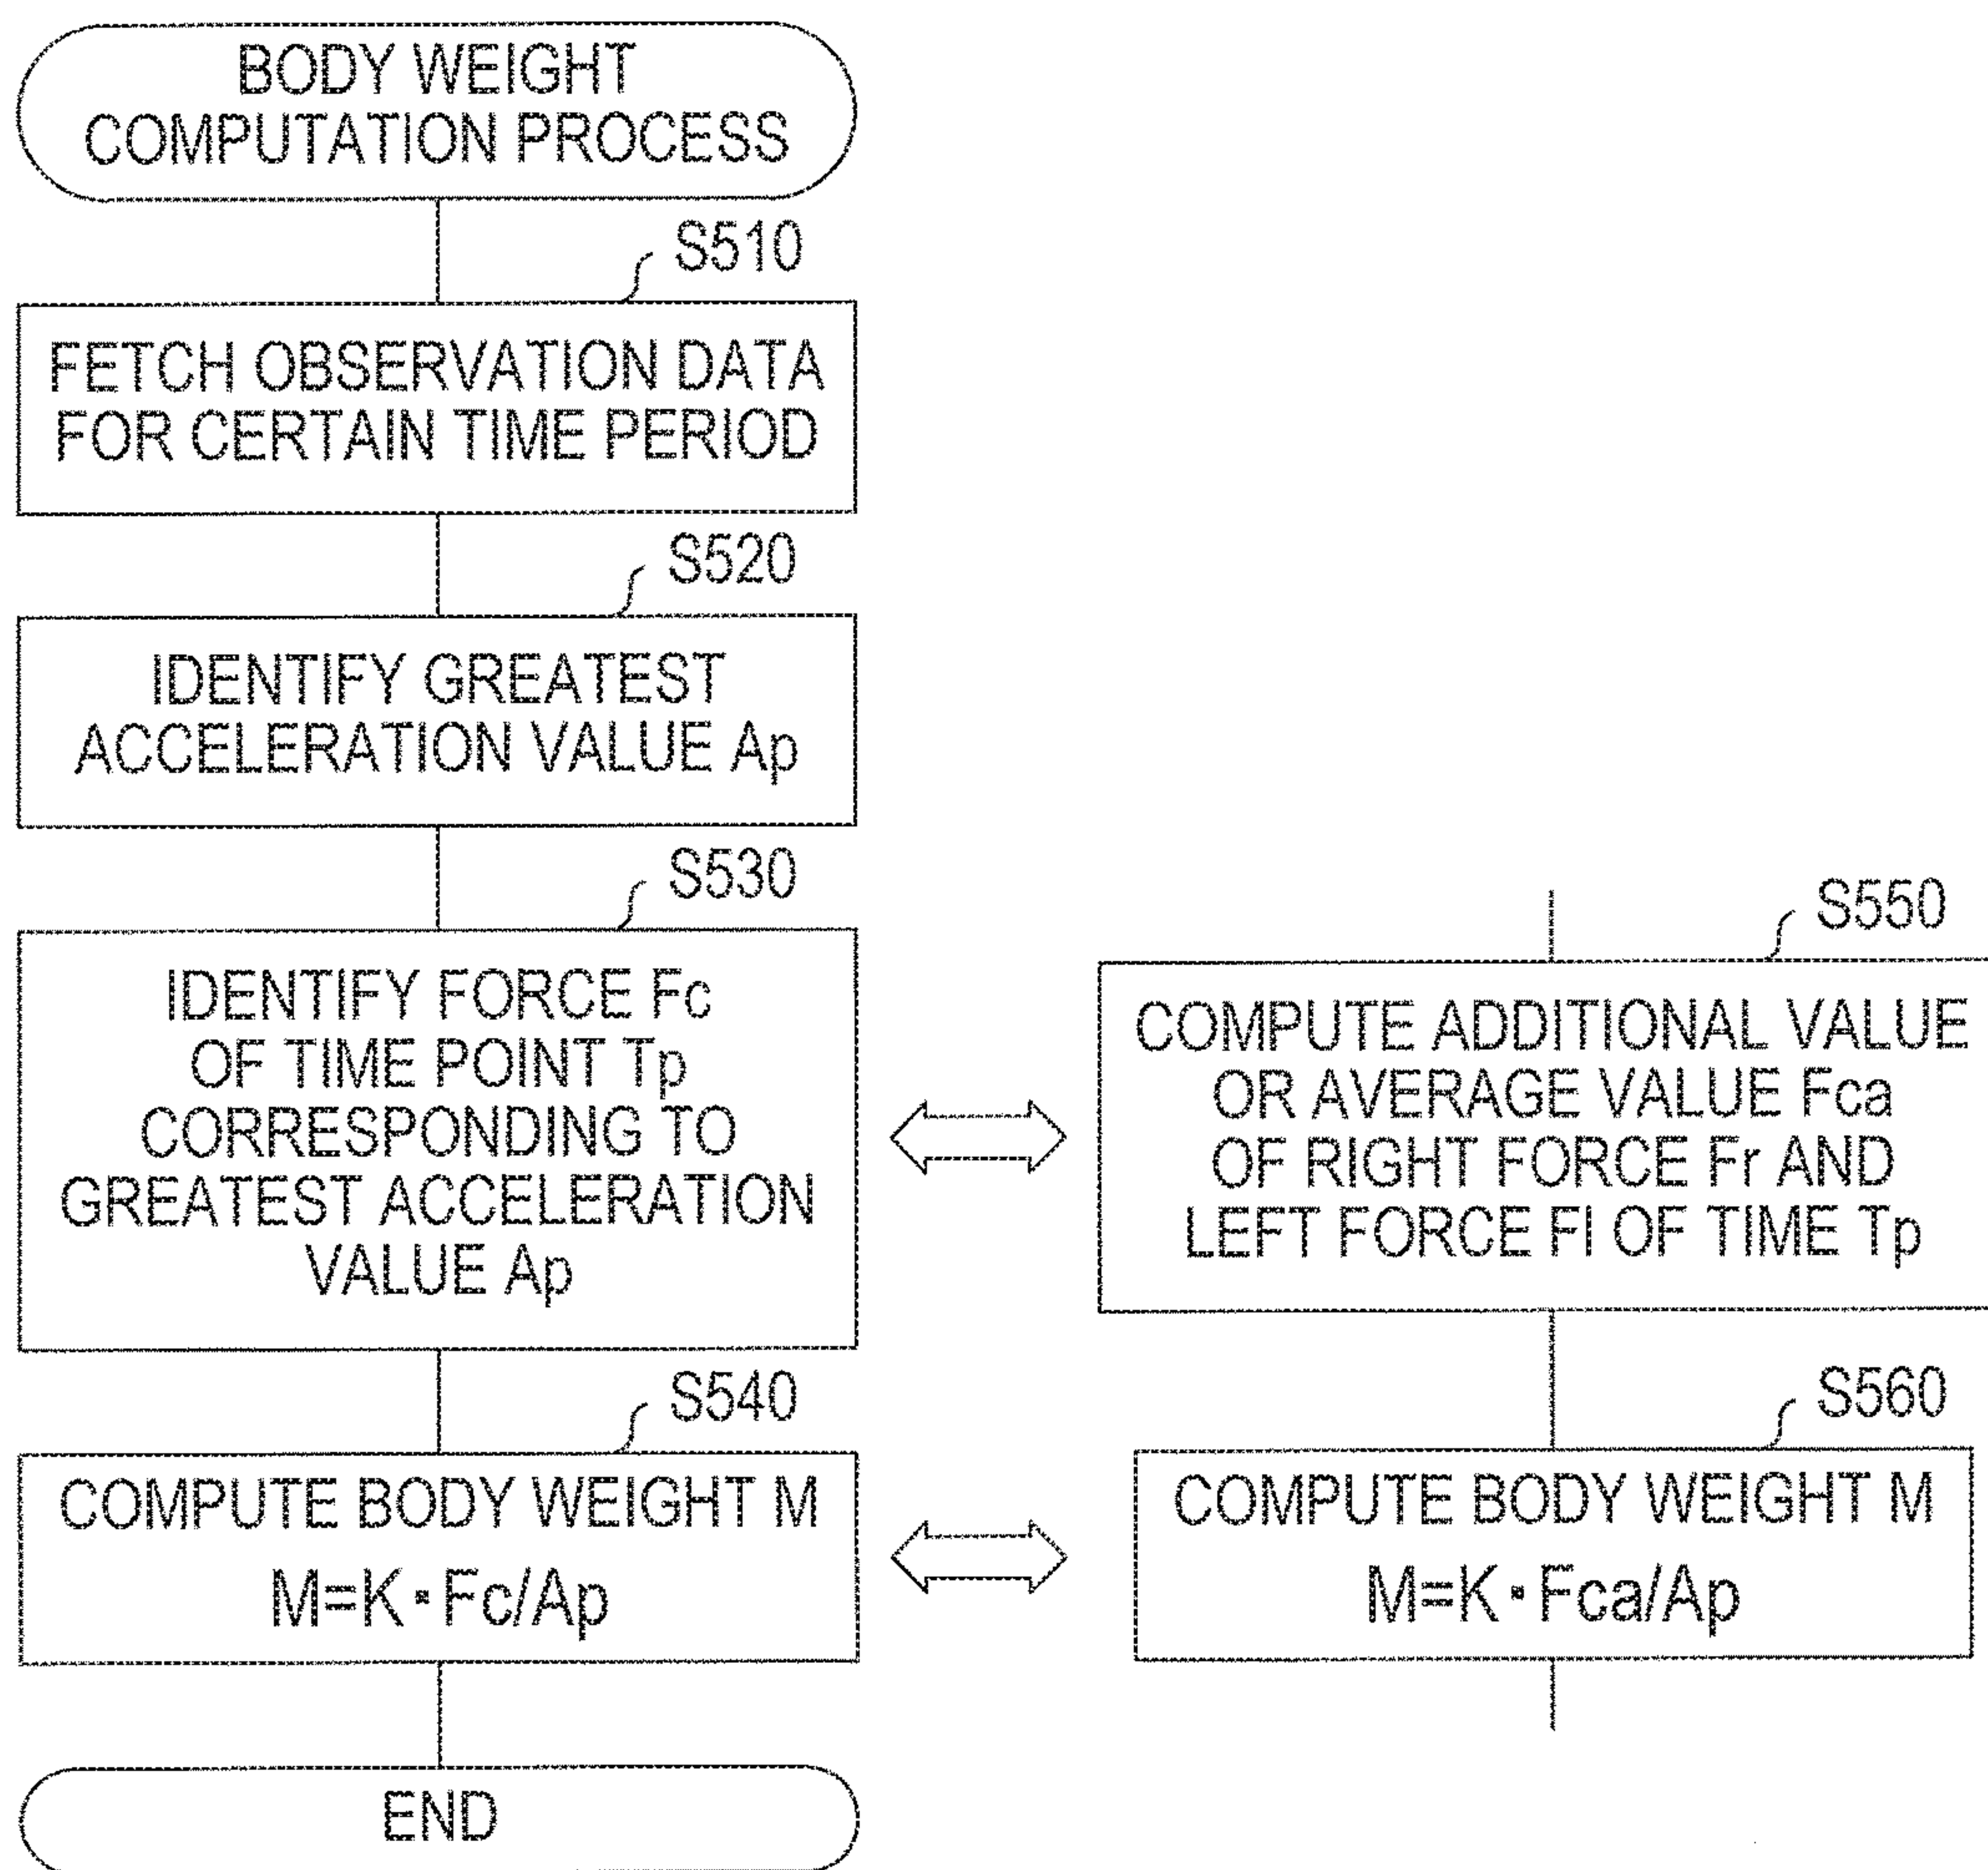 BODY WEIGHT
COMPUTATION PROCESS
S510
FETCH OBSERVATION DATA
FOR CERTAIN TIME PERIOD
S520
IDENTIFY GREATEST
ACCELERATION VALUE Ap
S530
IDENTIFY FORCE Fc
OF TIME POINT Tp
CORRESPONDING TO
GREATEST ACCELERATION
VALUE Ap
S540
COMPUTE BODY WEIGHT M
M=K・Fc/Ap
END
S550
COMPUTE ADDITIONAL VALUE
OR AVERAGE VALUE Fca
OF RIGHT FORCE Fr AND
LEFT FORCE Fl OF TIME Tp
S560
COMPUTE BODY WEIGHT M
M=K・Fca/Ap